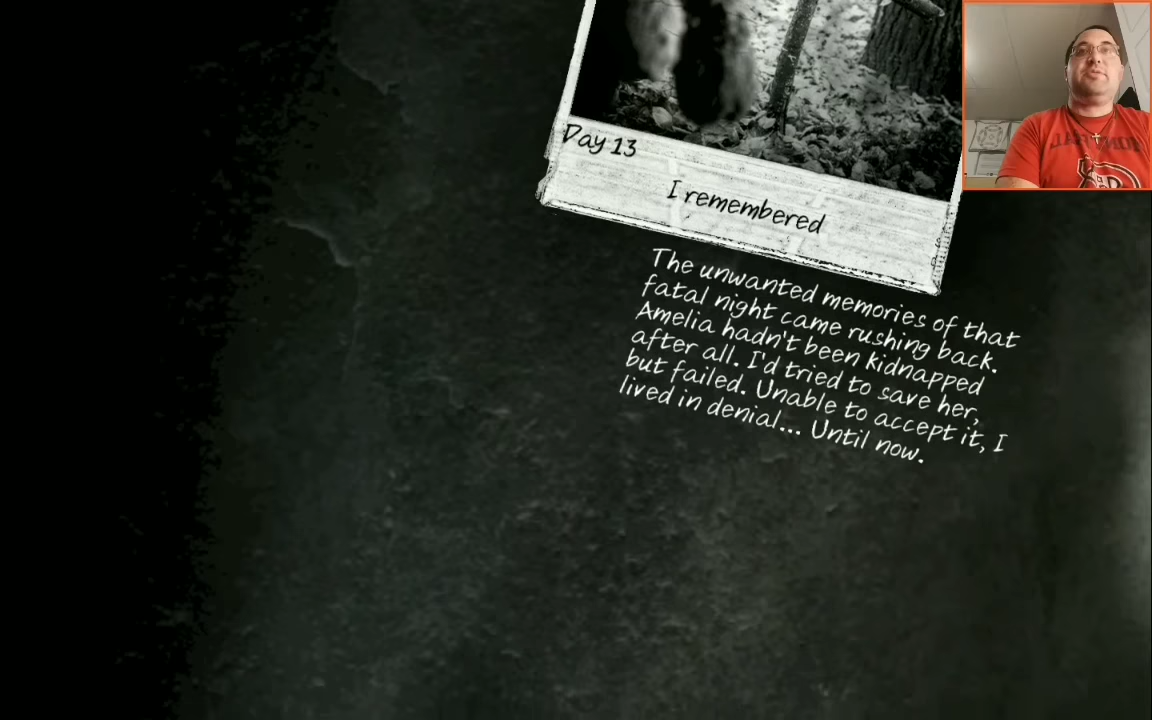 Day 13
I remembered
The unwanted memories of that
fatal night came rushing back.
Amelia hadn't been kidnapped
after all. I'd tried to save her,
but failed. Unable to accept it, I
lived in denial... Until now.